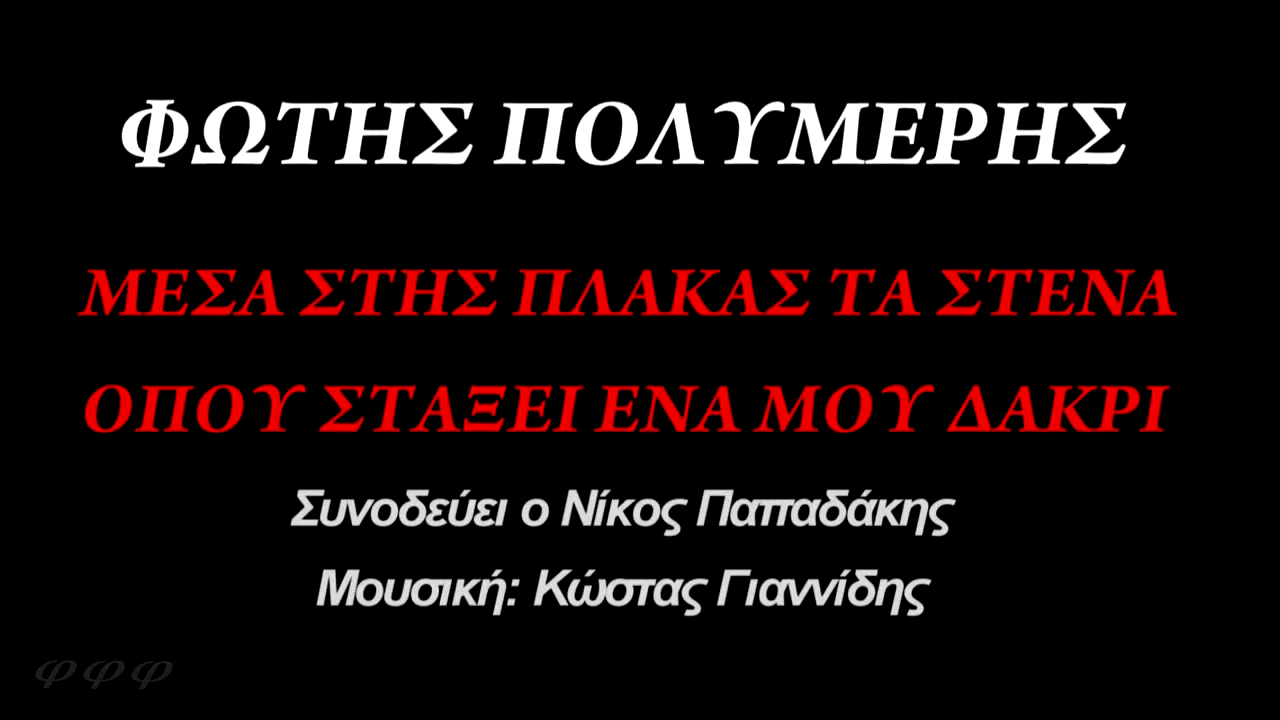 ΦΩΤΗΣ ΠΟΛΥΜΕΡΗΣ
ΜΕΣΑ ΣΤΗΣ ΠΛΑΚΑΣ ΤΑ ΣΤΕΝΑ
ΟΠΟΥ ΣΤΑΞΕΙ ΕΝΑ ΜΟΥ ΔΑΚΡΙ
Συνοδεύει ο Νίκος Παπαδάκης
Μουσική: Κώστας Γιαννίδης
φφφ